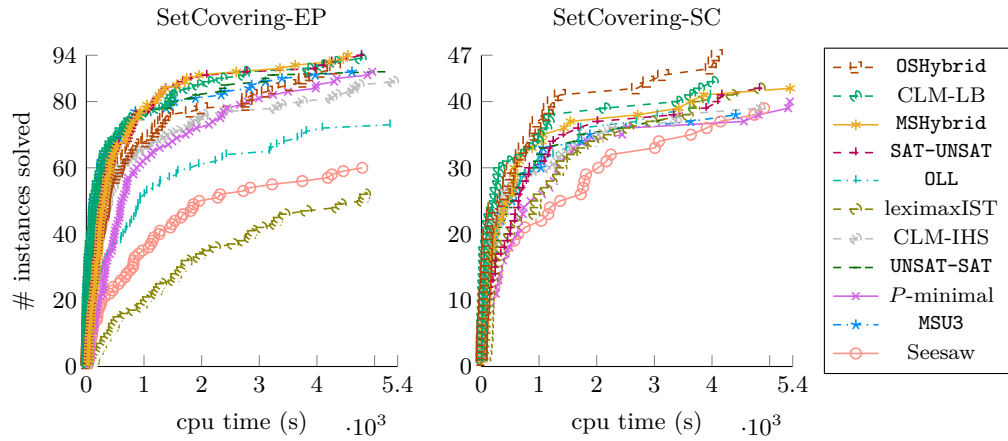 SetCovering-EP
94
80
60
40
20
0
0 1 2 3 4 5.4
·10³
cpu time (s)
# instances solved
SetCovering-SC
47
40
30
20
10
0
0 1 2 3 4 5.4
·10³
cpu time (s)
OSHybrid
CLM-LB
MSHybrid
SAT-UNSAT
OLL
leximaxIST
CLM-IHS
UNSAT-SAT
P-minimal
MSU3
Seesaw